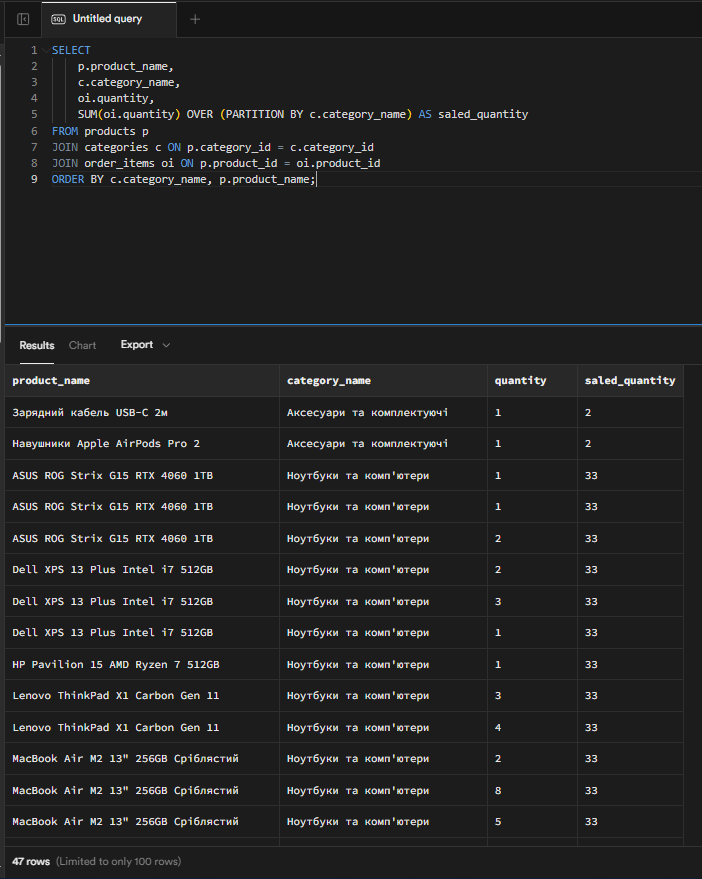 SQL Untitled query
1 SELECT
2 p.product_name,
3 c.category_name,
4 oi.quantity,
5 SUM(oi.quantity) OVER (PARTITION BY c.category_name) AS saled_quantity
6 FROM products p
7 JOIN categories c ON p.category_id = c.category_id
8 JOIN order_items oi ON p.product_id = oi.product_id
9 ORDER BY c.category_name, p.product_name;
Results Chart Export
product_name category_name quantity saled_quantity
Зарядний кабель USB-C 2м Аксесуари та комплектуючі 1 2
Навушники Apple AirPods Pro 2 Аксесуари та комплектуючі 1 2
ASUS ROG Strix G15 RTX 4060 1TB Ноутбуки та комп'ютери 1 33
ASUS ROG Strix G15 RTX 4060 1TB Ноутбуки та комп'ютери 1 33
ASUS ROG Strix G15 RTX 4060 1TB Ноутбуки та комп'ютери 2 33
Dell XPS 13 Plus Intel i7 512GB Ноутбуки та комп'ютери 2 33
Dell XPS 13 Plus Intel i7 512GB Ноутбуки та комп'ютери 3 33
Dell XPS 13 Plus Intel i7 512GB Ноутбуки та комп'ютери 1 33
HP Pavilion 15 AMD Ryzen 7 512GB Ноутбуки та комп'ютери 1 33
Lenovo ThinkPad X1 Carbon Gen 11 Ноутбуки та комп'ютери 3 33
Lenovo ThinkPad X1 Carbon Gen 11 Ноутбуки та комп'ютери 4 33
MacBook Air M2 13" 256GB Сріблястий Ноутбуки та комп'ютери 2 33
MacBook Air M2 13" 256GB Сріблястий Ноутбуки та комп'ютери 8 33
MacBook Air M2 13" 256GB Сріблястий Ноутбуки та комп'ютери 5 33
47 rows (Limited to only 100 rows)